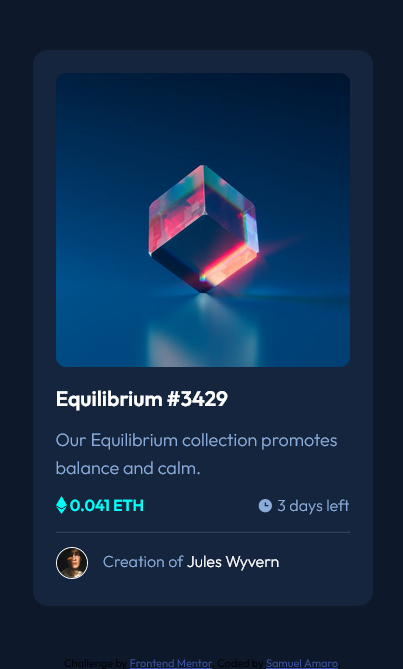 Equilibrium #3429
Our Equilibrium collection promotes
balance and calm.
0.041 ETH 3 days left
Creation of Jules Wyvern
Challenge by Frontend Mentor. Coded by Samuel Amaro.